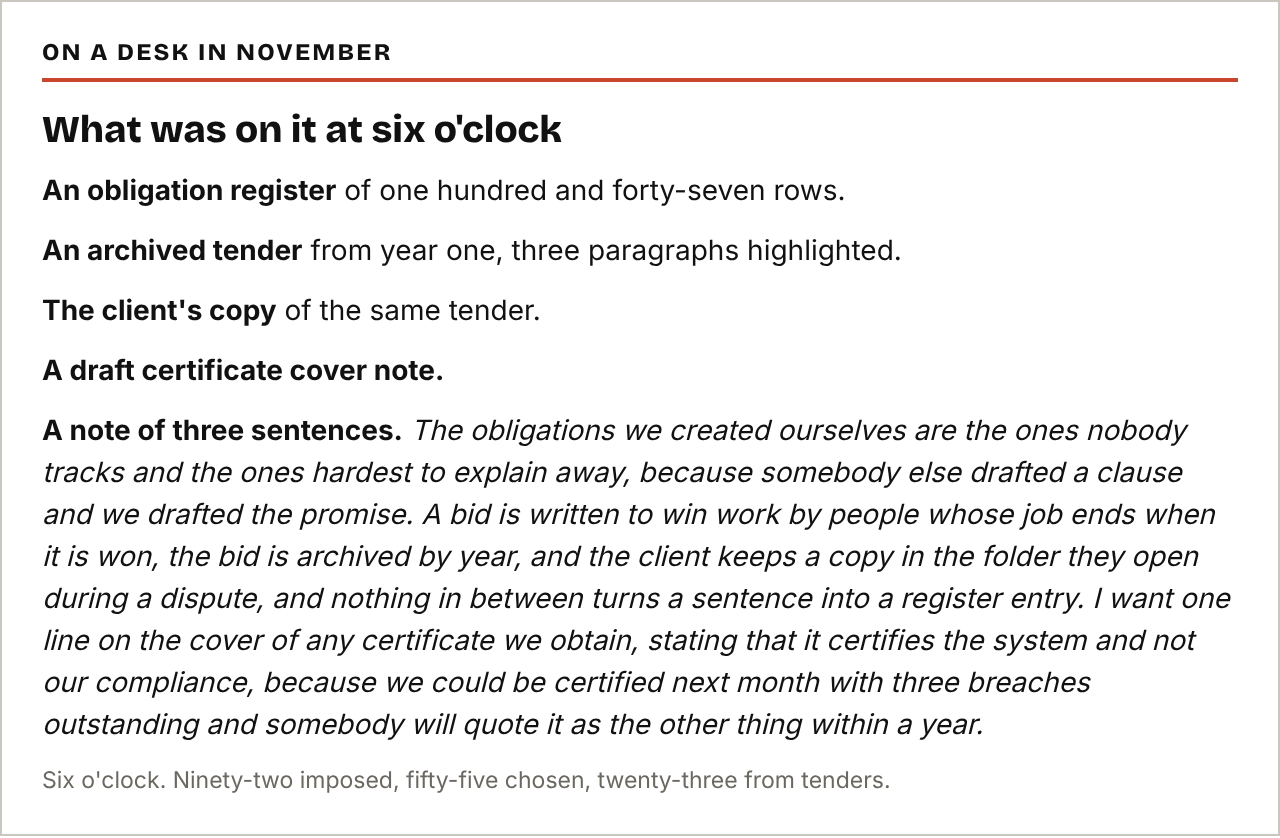 ON A DESK IN NOVEMBER
What was on it at six o'clock
An obligation register of one hundred and forty-seven rows.
An archived tender from year one, three paragraphs highlighted.
The client's copy of the same tender.
A draft certificate cover note.
A note of three sentences. The obligations we created ourselves are the ones nobody
tracks and the ones hardest to explain away, because somebody else drafted a clause
and we drafted the promise. A bid is written to win work by people whose job ends when
it is won, the bid is archived by year, and the client keeps a copy in the folder they open
during a dispute, and nothing in between turns a sentence into a register entry. I want one
line on the cover of any certificate we obtain, stating that it certifies the system and not
our compliance, because we could be certified next month with three breaches
outstanding and somebody will quote it as the other thing within a year.
Six o'clock. Ninety-two imposed, fifty-five chosen, twenty-three from tenders.